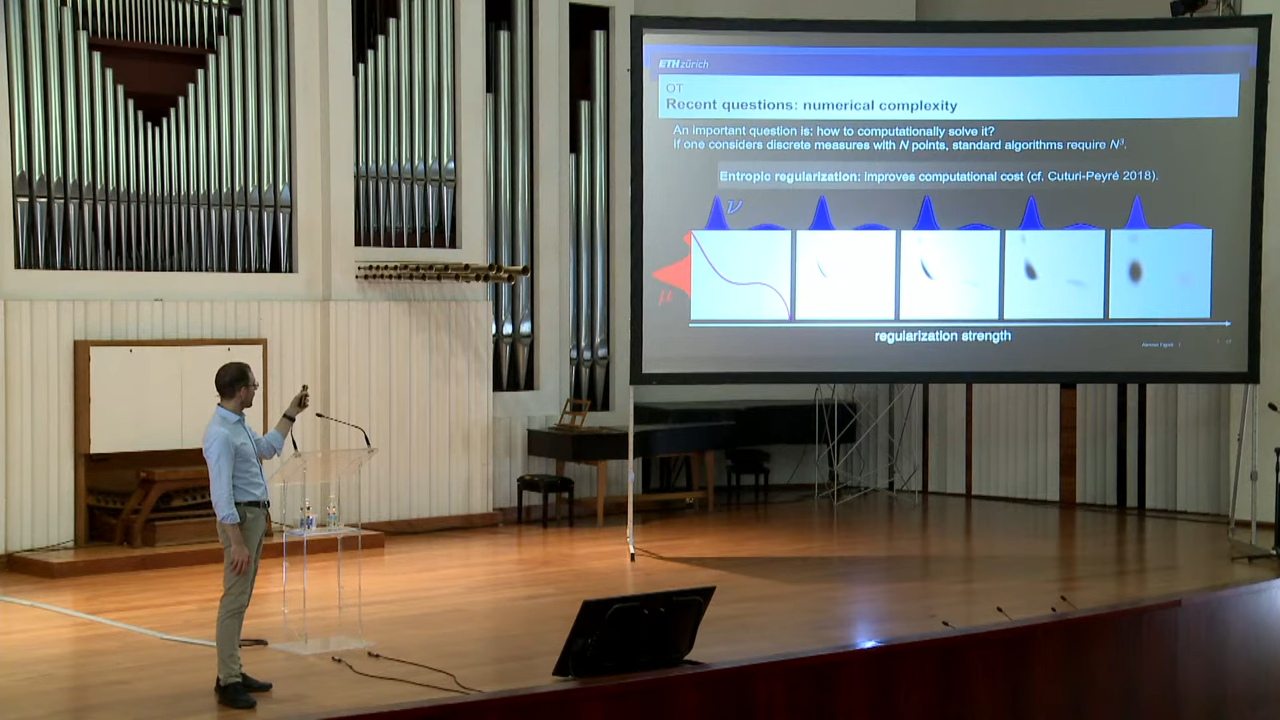 ETH zürich
OT
Recent questions: numerical complexity
An important question is: how to computationally solve it?
If one considers discrete measures with N points, standard algorithms require N³.
Entropic regularization: improves computational cost (cf. Cuturi-Peyré 2018).
ν
μ
regularization strength